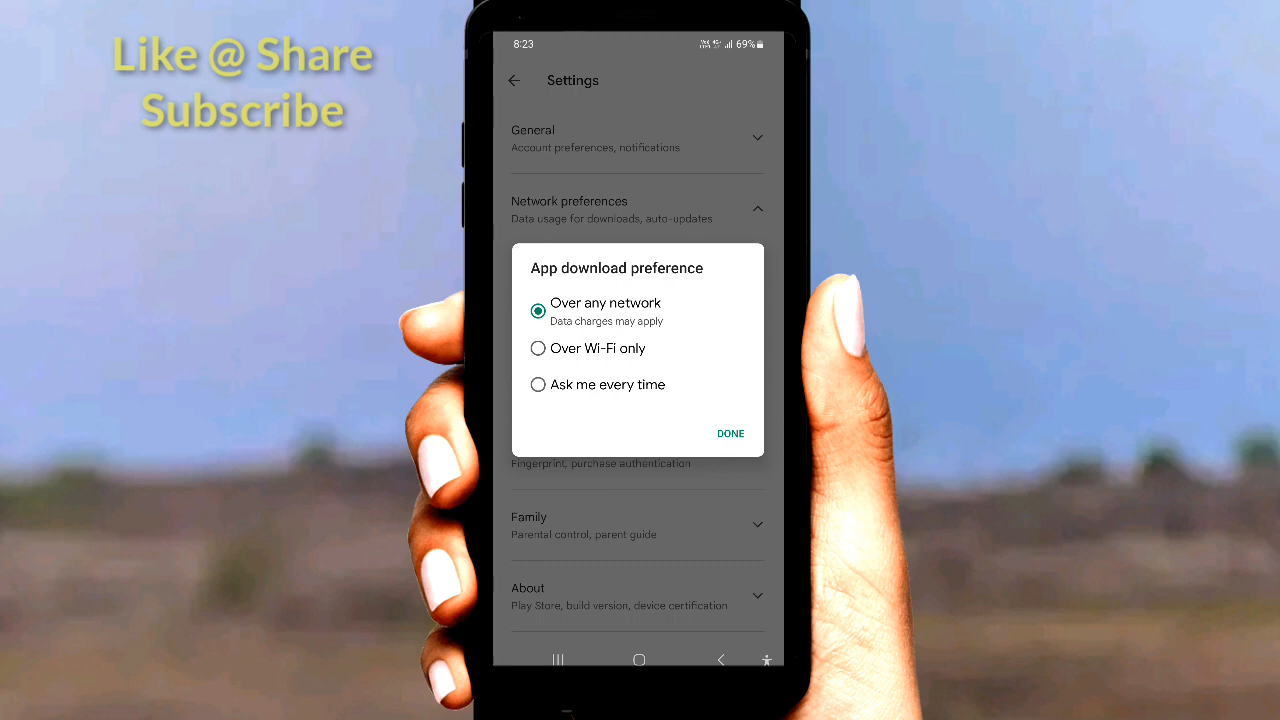 Like @ Share
Subscribe
8:23
69%
Settings
General
Account preferences, notifications
Network preferences
Data usage for downloads, auto-updates
App download preference
Over any network
Data charges may apply
Over Wi-Fi only
Ask me every time
DONE
Fingerprint, purchase authentication
Family
Parental control, parent guide
About
Play Store, build version, device certification